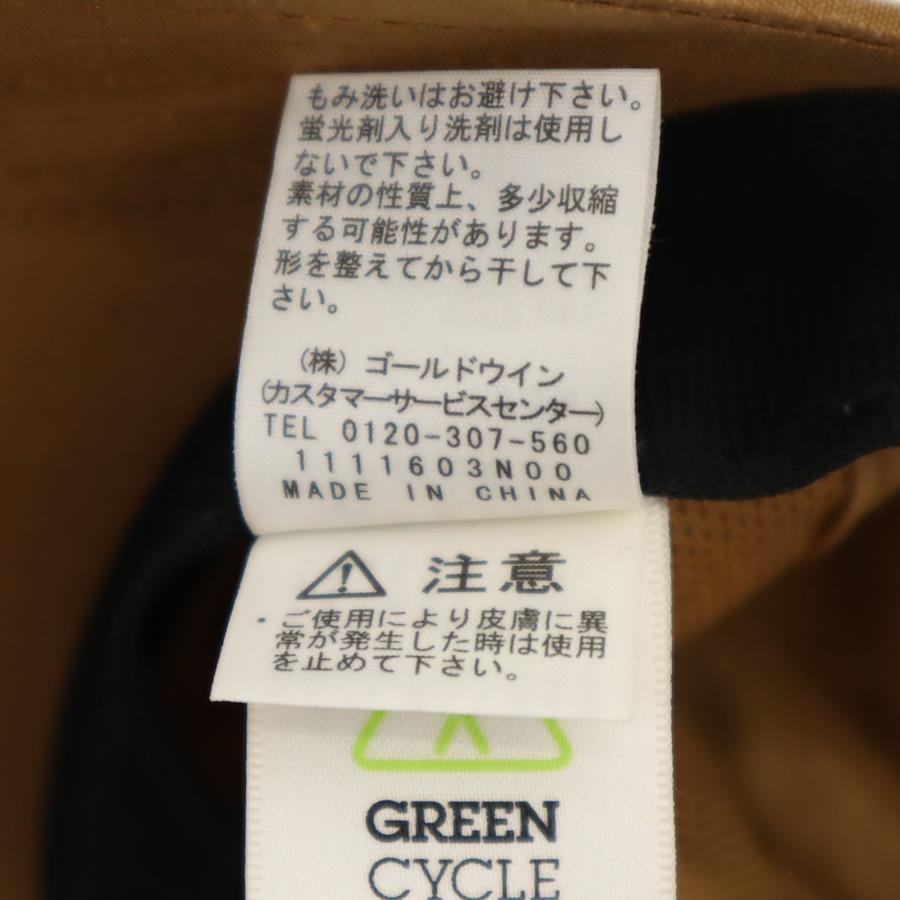 もみ洗いはお避け下さい。
蛍光剤入り洗剤は使用し
ないで下さい。
素材の性質上、多少収縮
する可能性があります。
形を整えてから干して下
さい。
(株) ゴールドウイン
(カスタマーサービスセンター)
TEL 0120-307-560
1111603N00
MADE IN CHINA
注意
・ご使用により皮膚に異
常が発生した時は使用
を止めて下さい。
GREEN
CYCLE